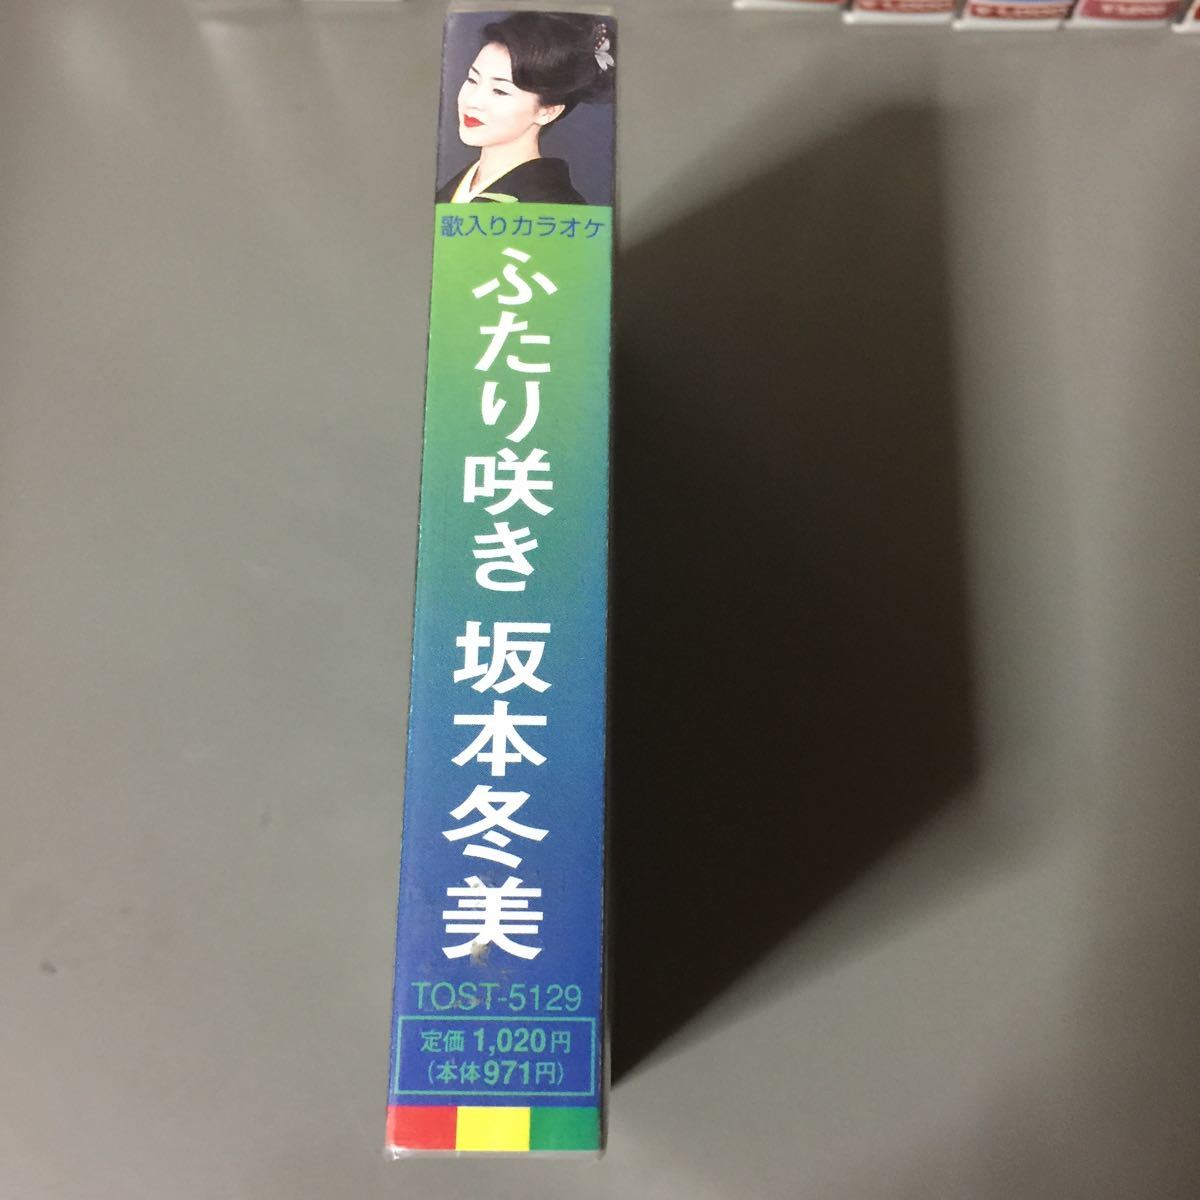 歌入りカラオケ
ふたり咲き 坂本冬美
TOST-5129
定価 1,020円
(本体971円)